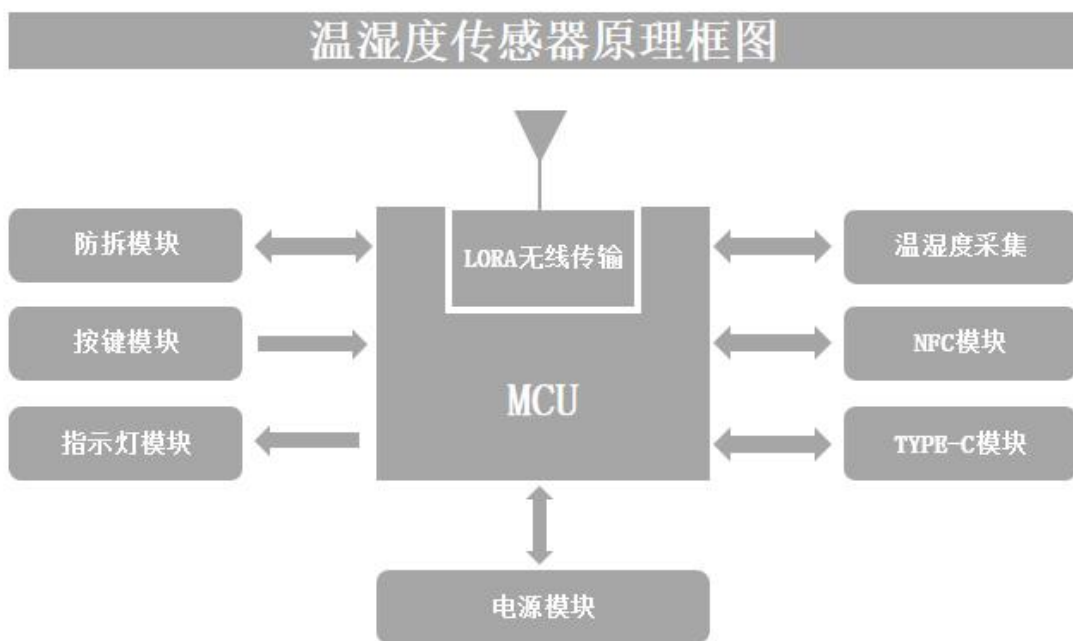 温湿度传感器原理框图
防拆模块
LORA无线传输
温湿度采集
按键模块
NFC模块
MCU
指示灯模块
TYPE-C模块
电源模块